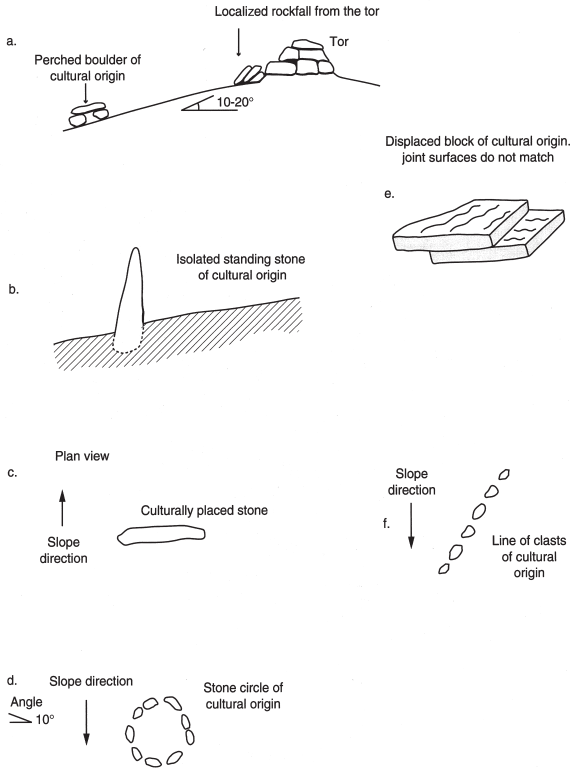 Localized rockfall from the tor
a.
Tor
Perched boulder of
cultural origin
10-20°
Displaced block of cultural origin.
joint surfaces do not match
e.
Isolated standing stone
of cultural origin
b.
Plan view
c.
Culturally placed stone
Slope
direction
Slope
direction
f.
Line of clasts
of cultural
origin
d.
Slope direction
Angle
10°
Stone circle of
cultural origin